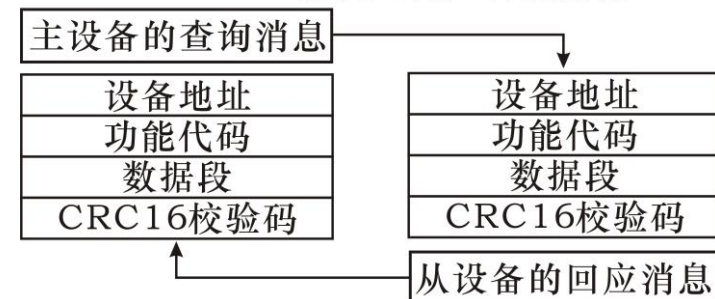 主设备的查询消息
设备地址
功能代码
数据段
CRC16校验码
设备地址
功能代码
数据段
CRC16校验码
从设备的回应消息